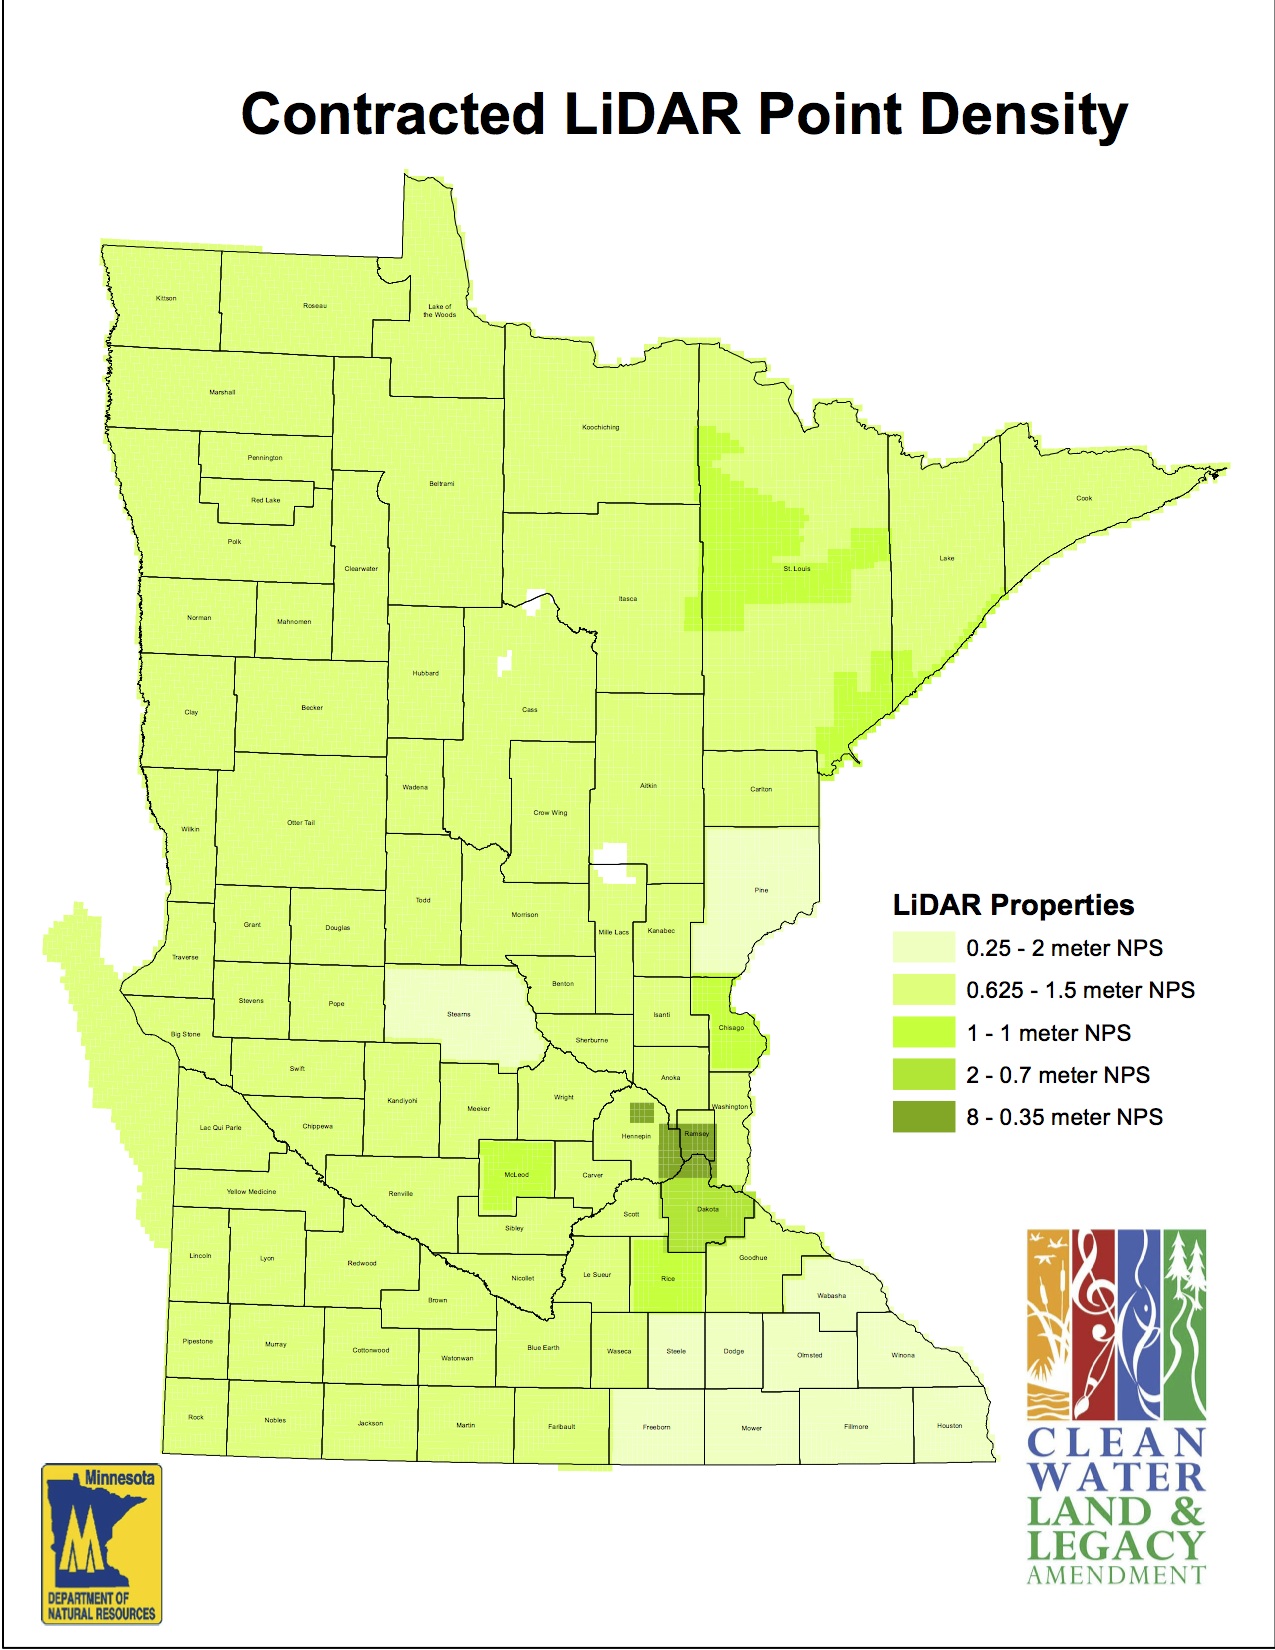 Contracted LiDAR Point Density
Kittson
Roseau
Lake of
the Woods
Marshall
Koochiching
Pennington
Beltrami
Red Lake
Cook
Polk
Lake
Clearwater
St. Louis
Itasca
Norman
Mahnomen
Hubbard
Clay
Becker
Cass
Wadena
Aitkin
Carlton
Crow Wing
Otter Tail
Wilkin
Pine
Todd
Morrison
Grant
Douglas
Mille Lacs
Kanabec
Traverse
Benton
Stevens
Pope
Stearns
Isanti
Chisago
Big Stone
Sherburne
Swift
Anoka
Kandiyohi
Meeker
Wright
Washington
Lac Qui Parle
Chippewa
Hennepin
Ramsey
McLeod
Carver
Yellow Medicine
Renville
Dakota
Scott
Sibley
Lincoln
Lyon
Redwood
Goodhue
Nicollet
Le Sueur
Rice
Brown
Wabasha
Pipestone
Murray
Cottonwood
Watonwan
Blue Earth
Waseca
Steele
Dodge
Olmsted
Winona
Rock
Nobles
Jackson
Martin
Faribault
Freeborn
Mower
Fillmore
Houston
LiDAR Properties
0.25 - 2 meter NPS
0.625 - 1.5 meter NPS
1 - 1 meter NPS
2 - 0.7 meter NPS
8 - 0.35 meter NPS
Minnesota
DEPARTMENT OF
NATURAL RESOURCES
CLEAN
WATER
LAND &
LEGACY
AMENDMENT